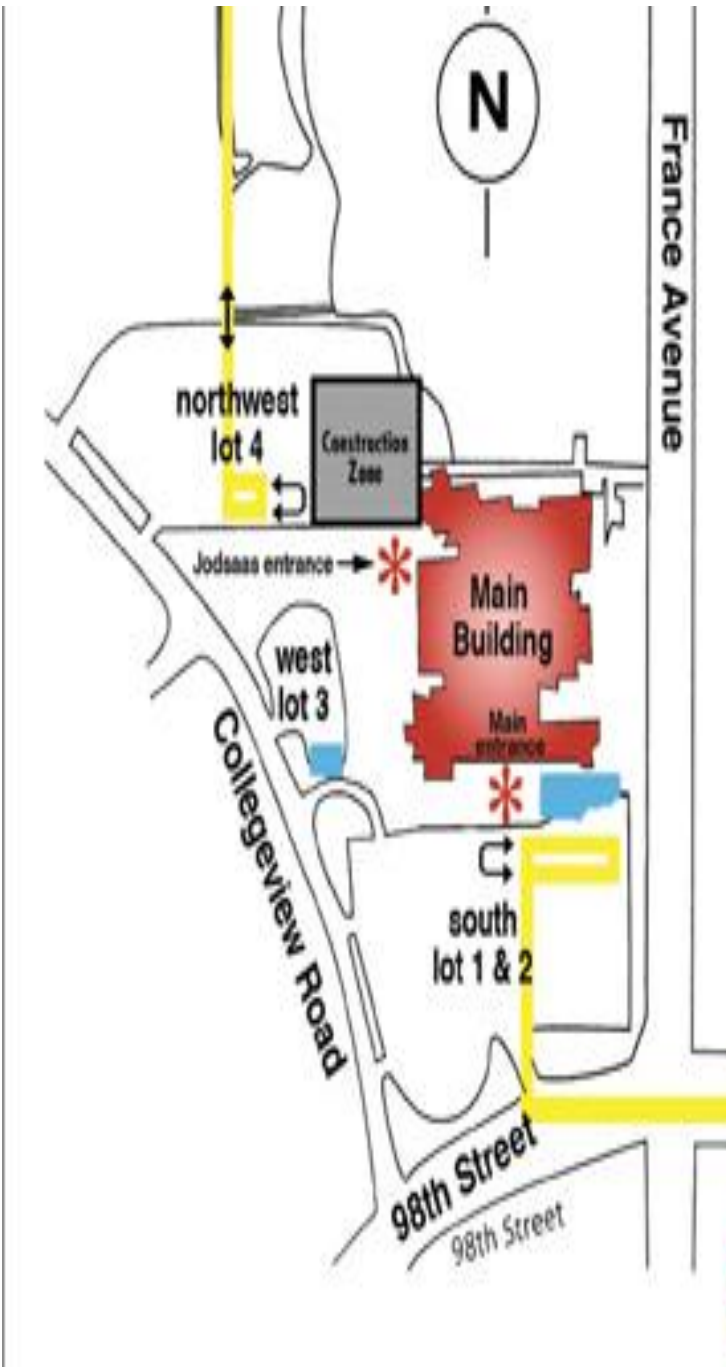 N
France Avenue
northwest
lot 4
Construction
Zone
Jodsaas entrance
Main
Building
west
lot 3
Main
entrance
Collegeview Road
south
lot 1 & 2
98th Street
98th Street